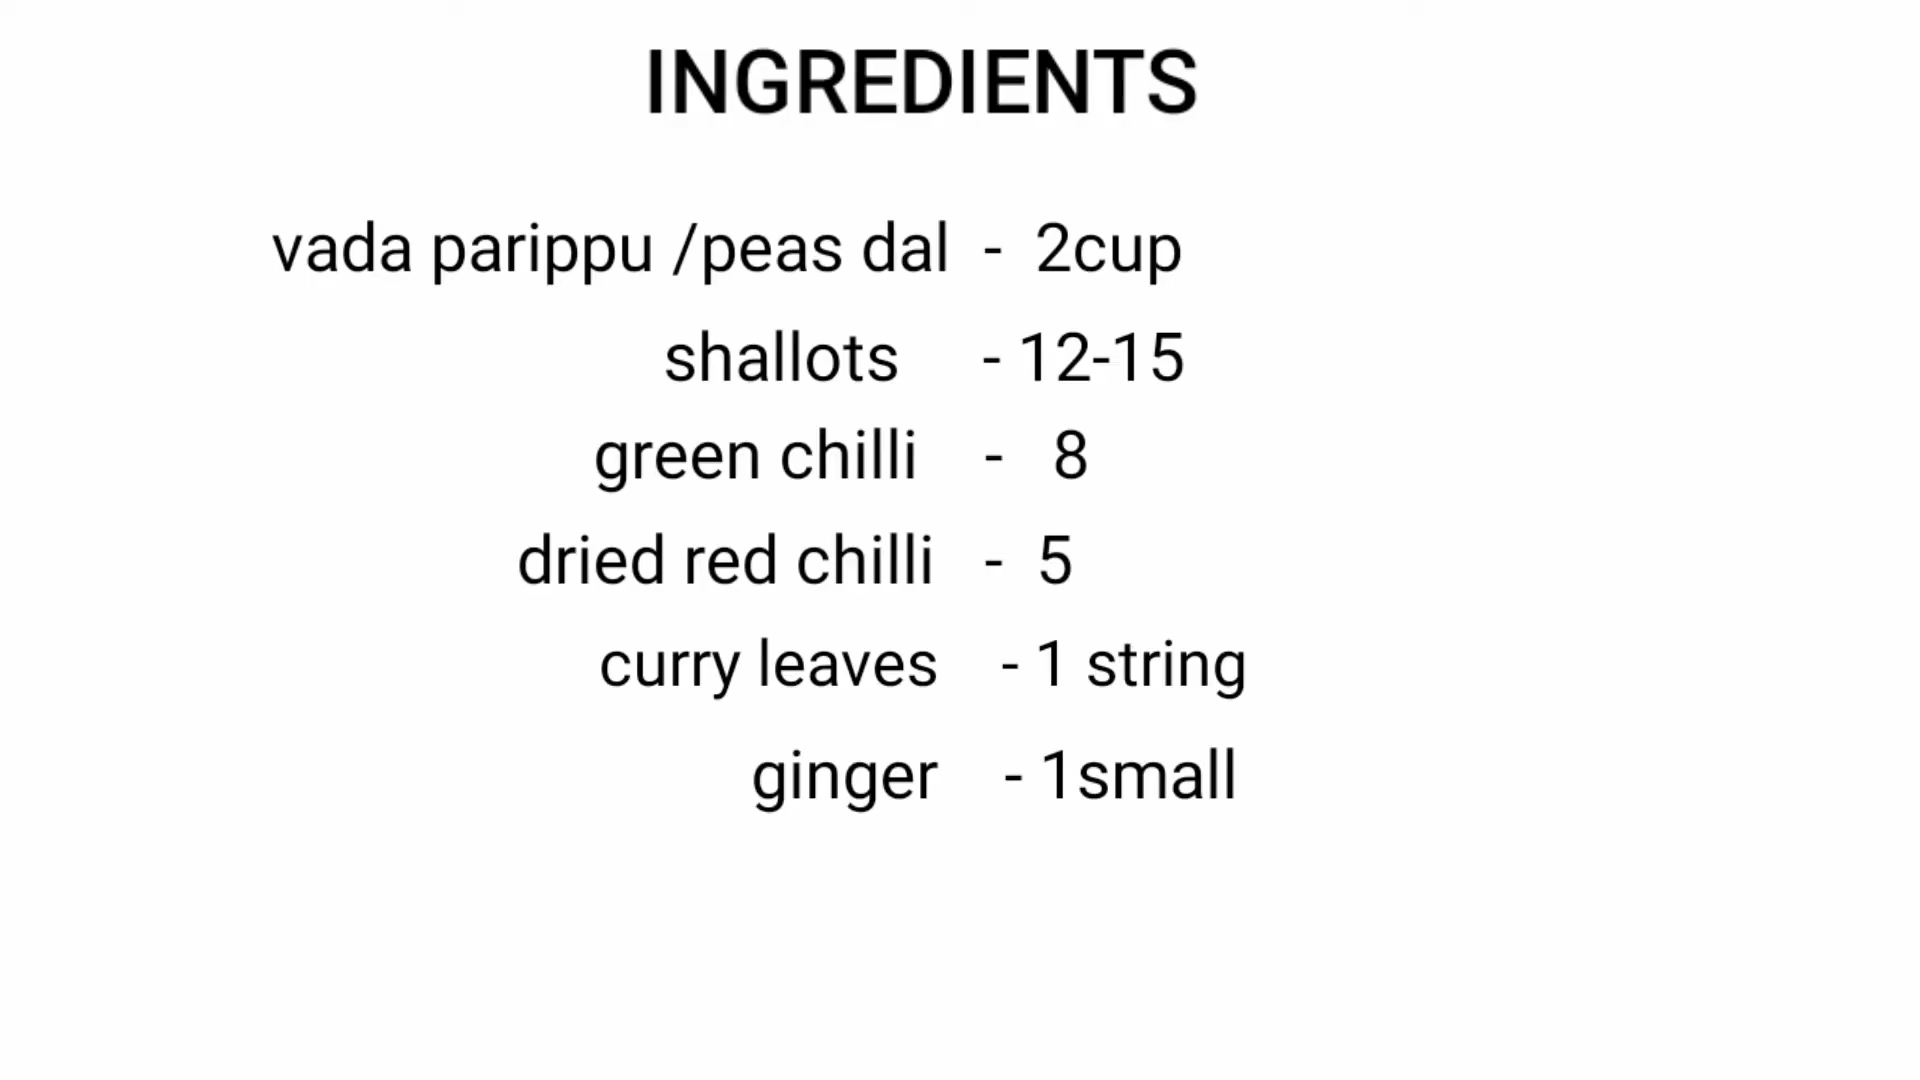 INGREDIENTS
vada parippu /peas dal - 2cup
shallots - 12-15
green chilli - 8
dried red chilli - 5
curry leaves - 1 string
ginger - 1small